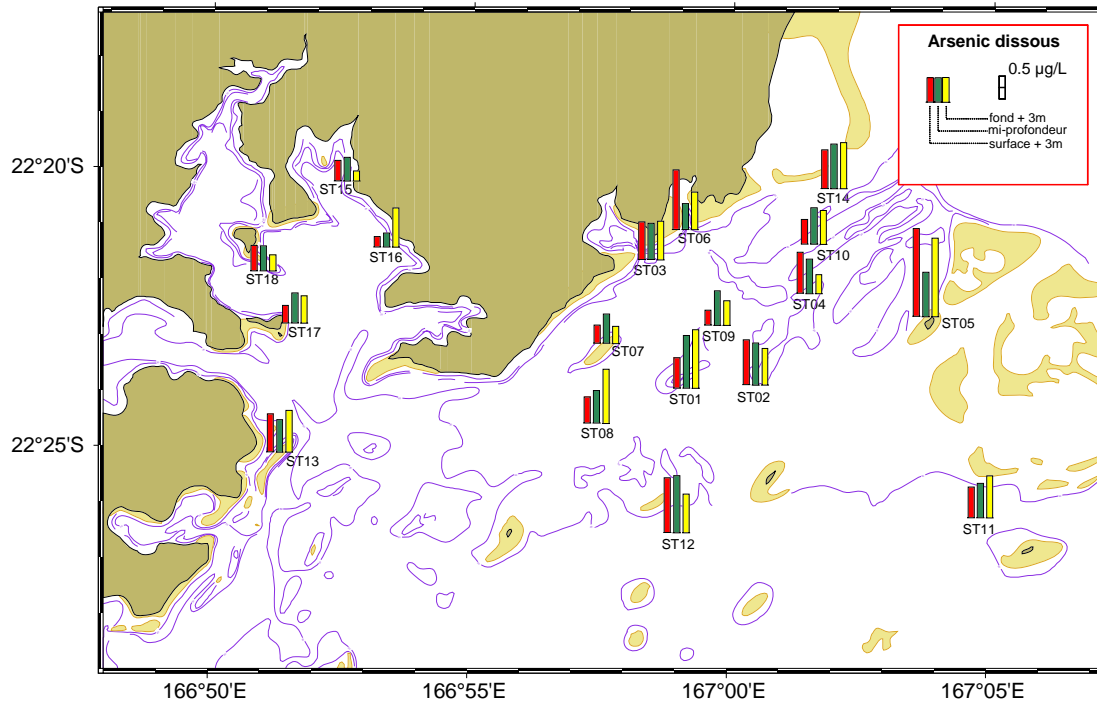 Arsenic dissous
0.5 µg/L
fond + 3m
mi-profondeur
surface + 3m
22°20'S
22°25'S
ST15
ST14
ST16
ST06
ST10
ST03
ST18
ST04
ST17
ST05
ST09
ST07
ST01
ST02
ST08
ST13
ST12
ST11
166°50'E
166°55'E
167°00'E
167°05'E